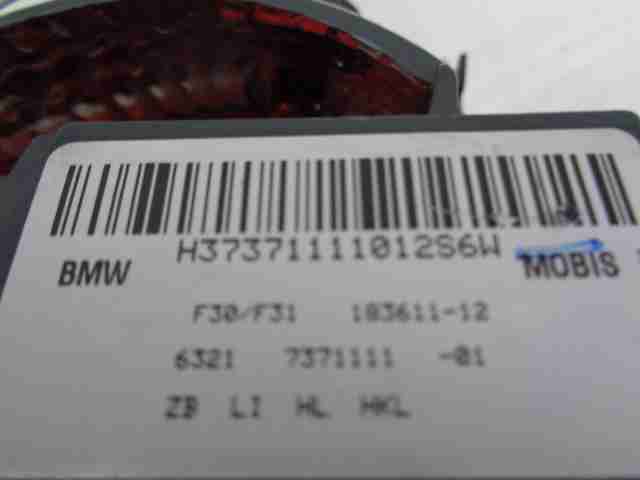 H37371111012S6W
BMW MOBIS
F30/F31 183611-12
6321 7371111 -01
ZB LI HL HKL